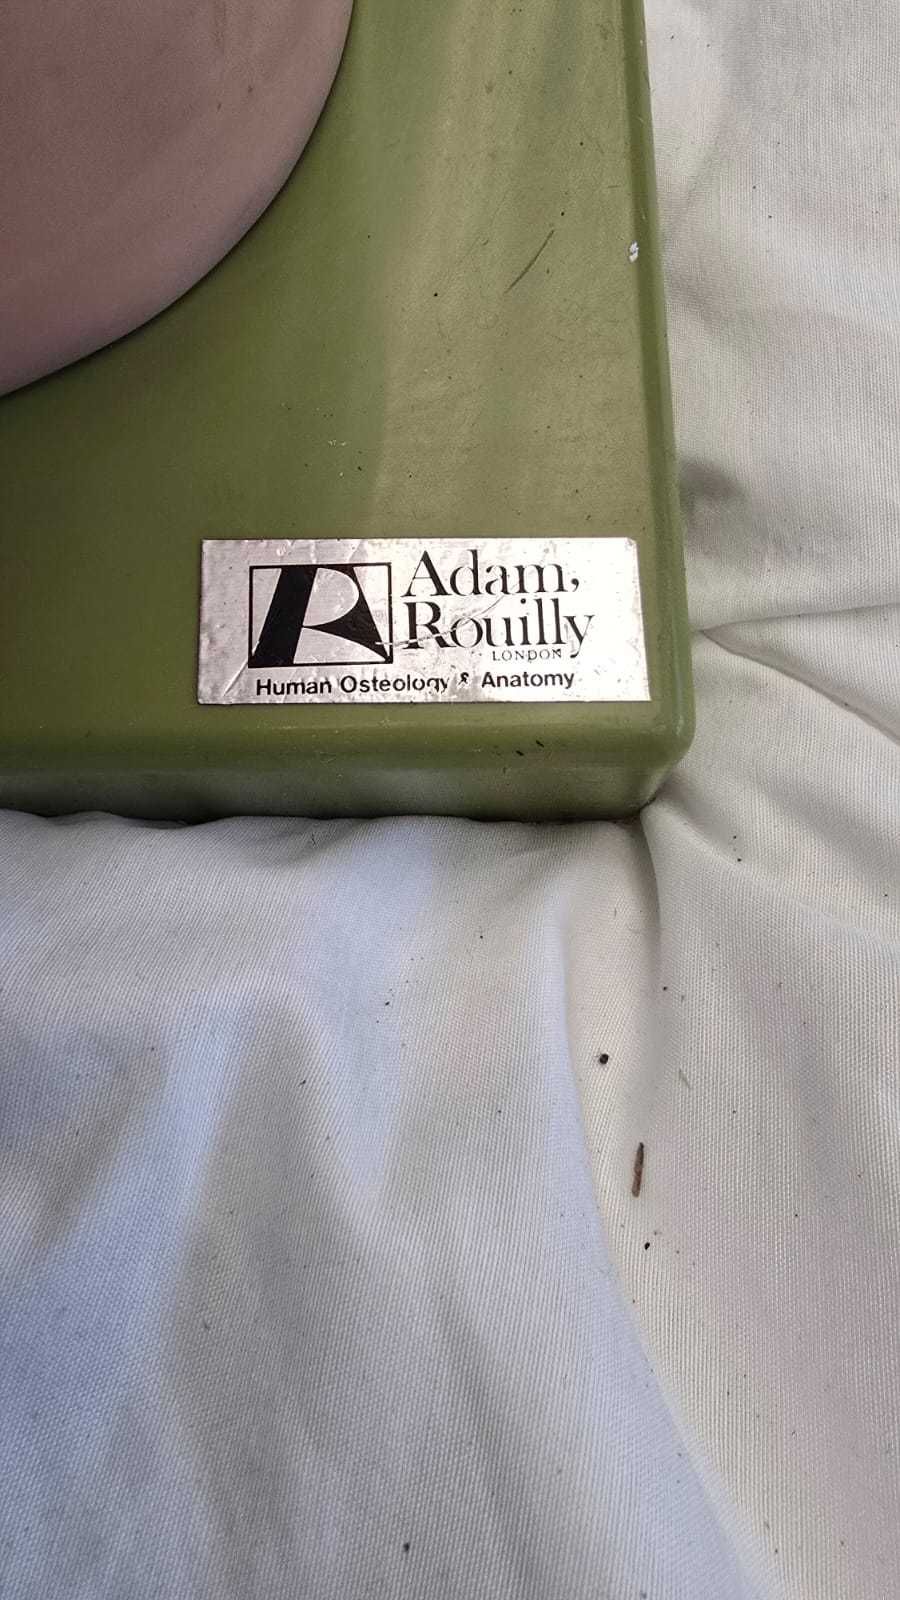 Adam,
Rouilly
LONDON
Human Osteology & Anatomy